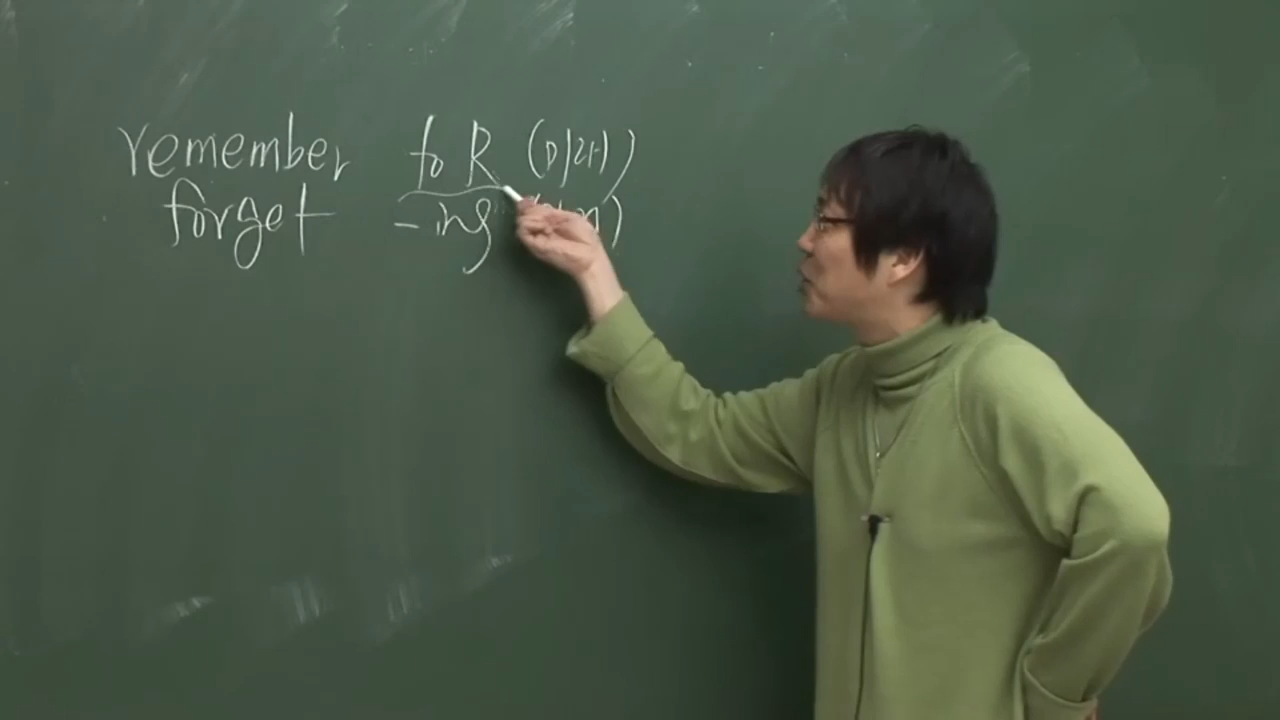 remember to R (미래)
forget -ing